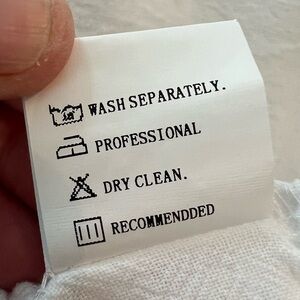 WASH SEPARATELY.
PROFESSIONAL
DRY CLEAN.
RECOMMENDDED